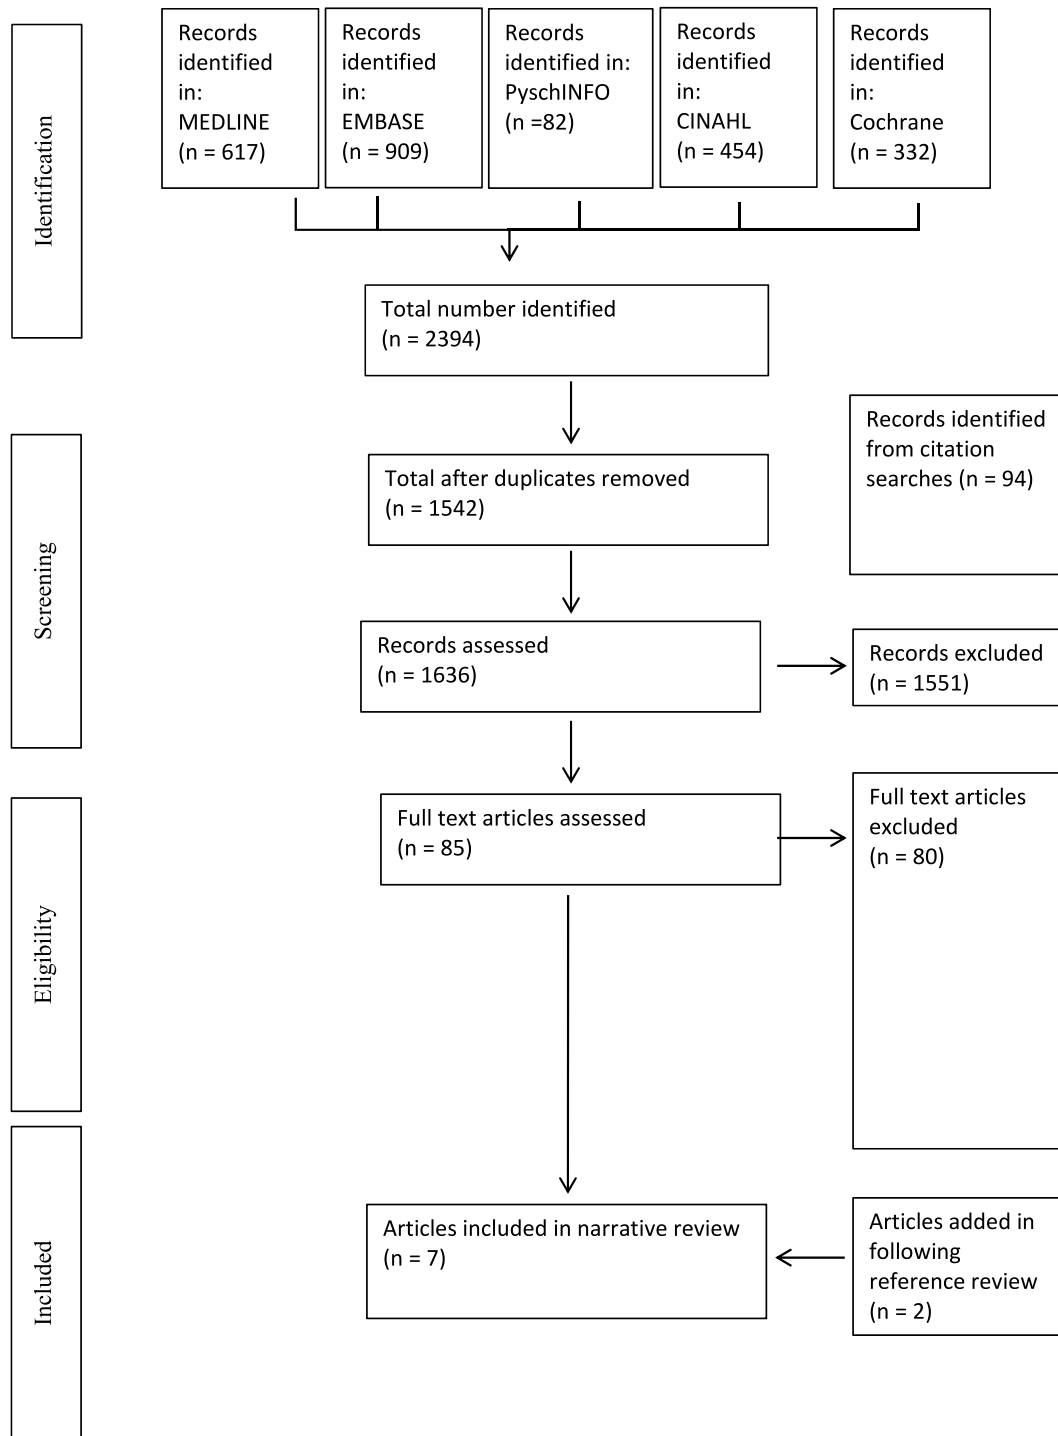 Identification
Records
identified
in:
MEDLINE
(n = 617)
Records
identified
in:
EMBASE
(n = 909)
Records
identified in:
PyschINFO
(n =82)
Records
identified
in:
CINAHL
(n = 454)
Records
identified
in:
Cochrane
(n = 332)
Total number identified
(n = 2394)
Screening
Records identified
from citation
searches (n = 94)
Total after duplicates removed
(n = 1542)
Records assessed
(n = 1636)
Records excluded
(n = 1551)
Eligibility
Full text articles assessed
(n = 85)
Full text articles
excluded
(n = 80)
Included
Articles included in narrative review
(n = 7)
Articles added in
following
reference review
(n = 2)